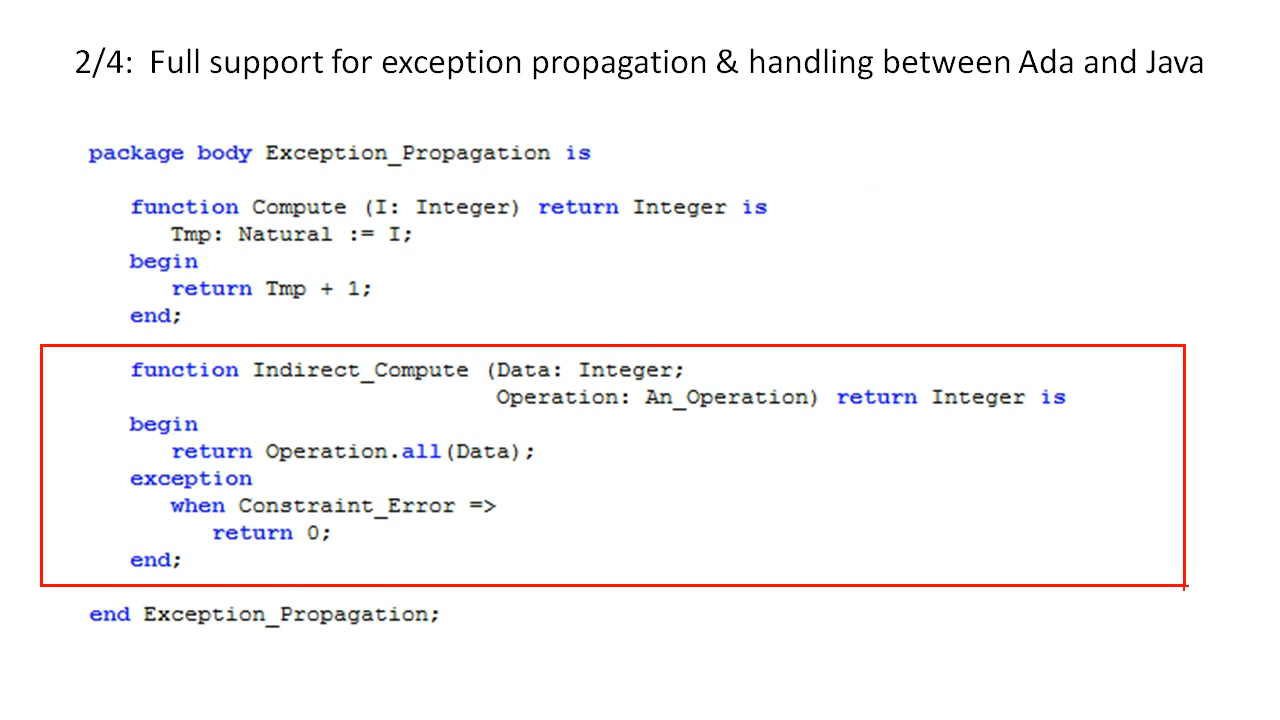 2/4:  Full support for exception propagation & handling between Ada and Java
package body Exception_Propagation is
function Compute (I: Integer) return Integer is
Tmp: Natural := I;
begin
return Tmp + 1;
end;
function Indirect_Compute (Data: Integer;
Operation: An_Operation) return Integer is
begin
return Operation.all(Data);
exception
when Constraint_Error =>
return 0;
end;
end Exception_Propagation;